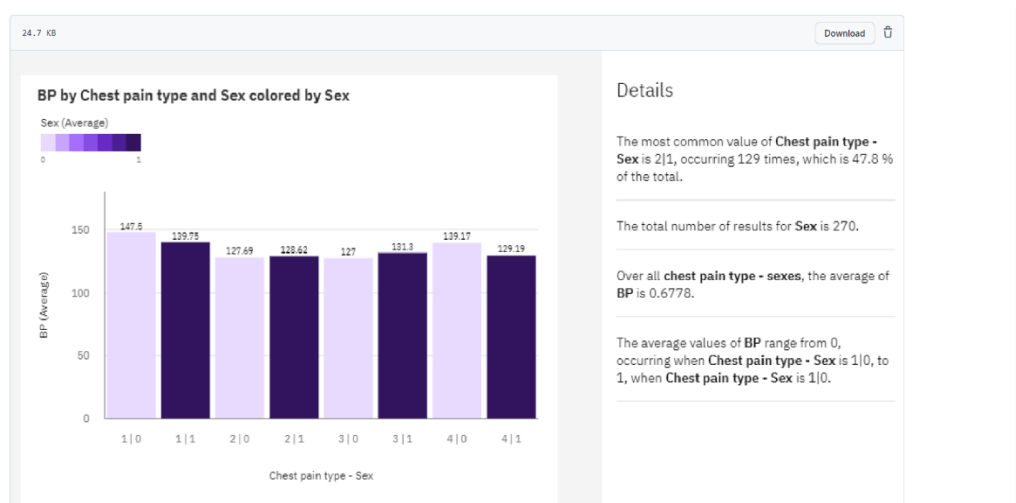 24.7 KB
Download
BP by Chest pain type and Sex colored by Sex
Sex (Average)
0 1
BP (Average)
150
100
50
0
147.5 139.75 127.69 128.62 127 131.3 139.17 129.19
1|0 1|1 2|0 2|1 3|0 3|1 4|0 4|1
Chest pain type - Sex
Details
The most common value of Chest pain type -
Sex is 2|1, occurring 129 times, which is 47.8 %
of the total.
The total number of results for Sex is 270.
Over all chest pain type - sexes, the average of
BP is 0.6778.
The average values of BP range from 0,
occurring when Chest pain type - Sex is 1|0, to
1, when Chest pain type - Sex is 1|0.